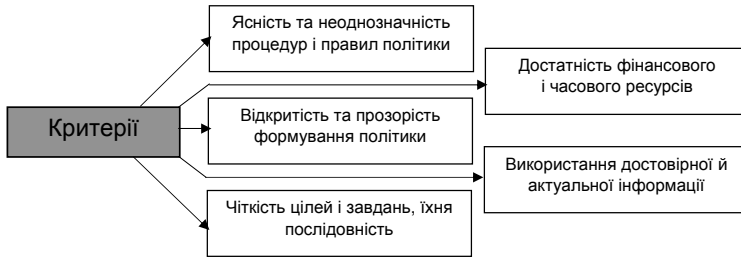 Критерії
Ясність та неоднозначність
процедур і правил політики
Достатність фінансового
і часового ресурсів
Відкритість та прозорість
формування політики
Використання достовірної й
актуальної інформації
Чіткість цілей і завдань, їхня
послідовність